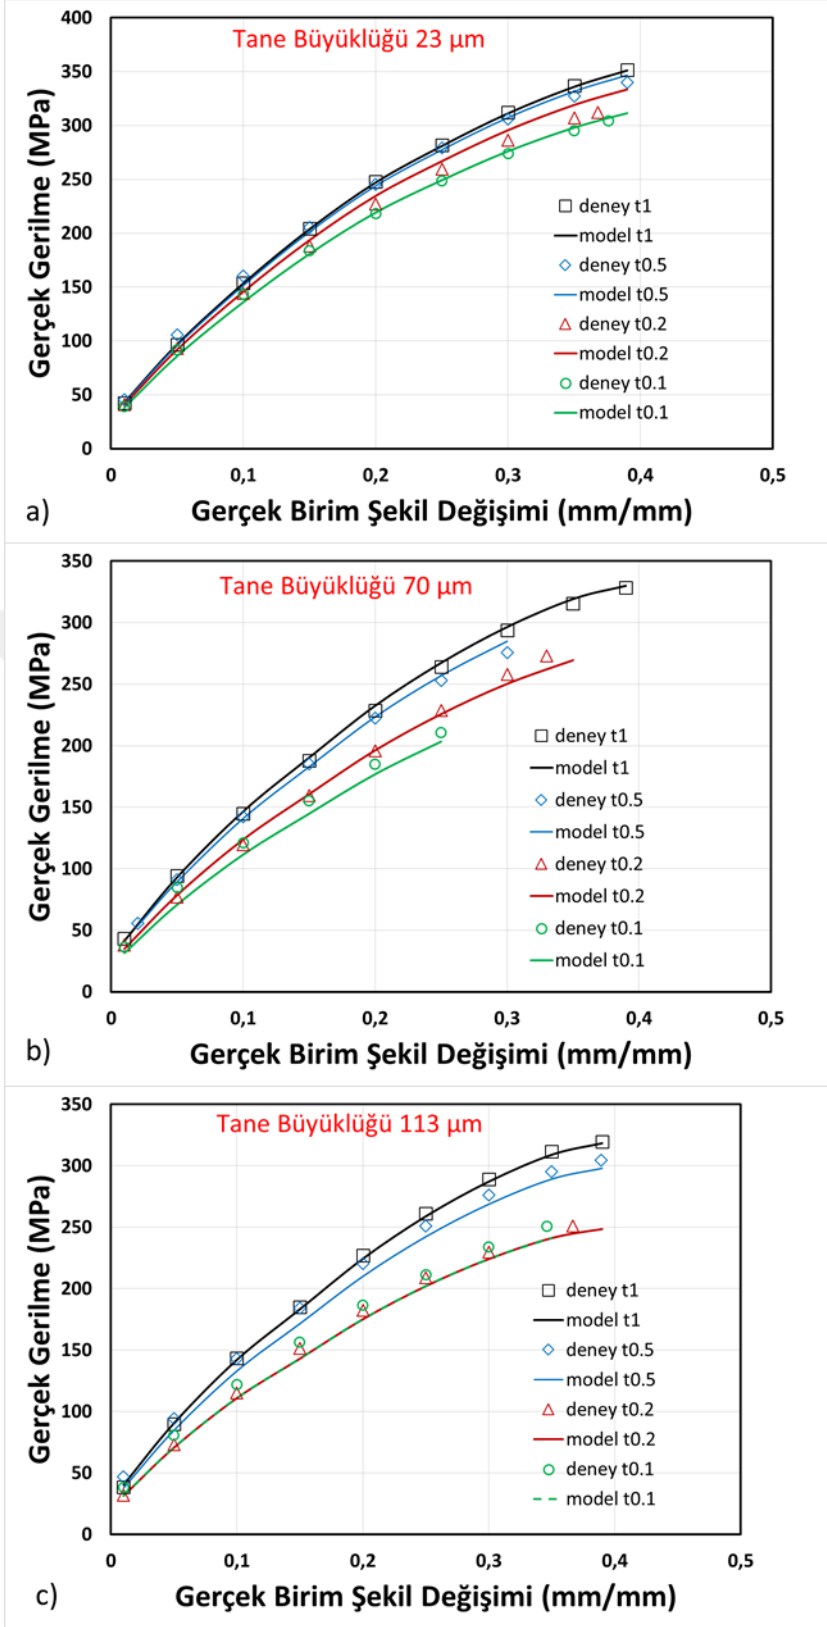 Tane Büyüklüğü 23 µm
Gerçek Gerilme (MPa)
400
350
300
250
200
150
100
50
0
deney t1
model t1
deney t0.5
model t0.5
deney t0.2
model t0.2
deney t0.1
model t0.1
0 0,1 0,2 0,3 0,4 0,5
a) Gerçek Birim Şekil Değişimi (mm/mm)
Tane Büyüklüğü 70 µm
Gerçek Gerilme (MPa)
350
300
250
200
150
100
50
0
deney t1
model t1
deney t0.5
model t0.5
deney t0.2
model t0.2
deney t0.1
model t0.1
0 0,1 0,2 0,3 0,4 0,5
b) Gerçek Birim Şekil Değişimi (mm/mm)
Tane Büyüklüğü 113 µm
Gerçek Gerilme (MPa)
350
300
250
200
150
100
50
0
deney t1
model t1
deney t0.5
model t0.5
deney t0.2
model t0.2
deney t0.1
model t0.1
0 0,1 0,2 0,3 0,4 0,5
c) Gerçek Birim Şekil Değişimi (mm/mm)